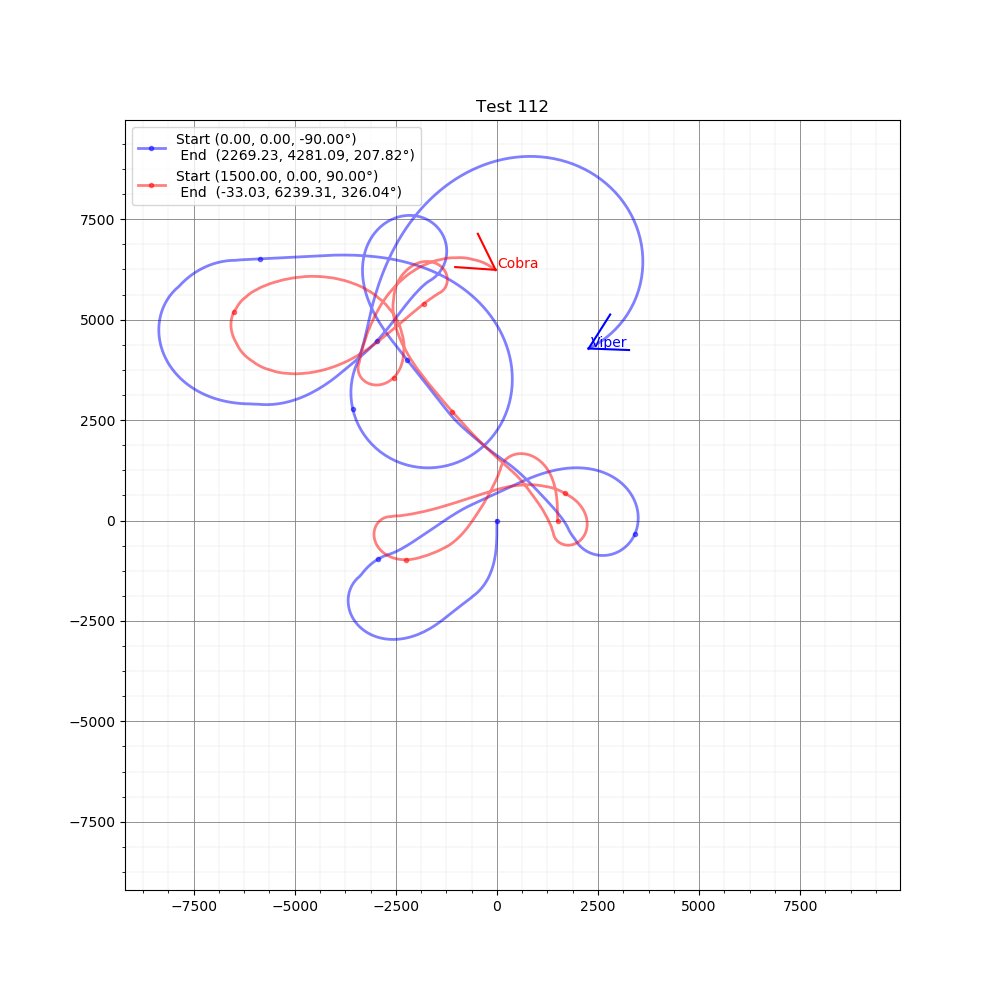 Test 112
Start (0.00, 0.00, -90.00°)
End (2269.23, 4281.09, 207.82°)
Start (1500.00, 0.00, 90.00°)
End (-33.03, 6239.31, 326.04°)
Cobra
Viper
7500
5000
2500
0
−2500
−5000
−7500
−7500 −5000 −2500 0 2500 5000 7500